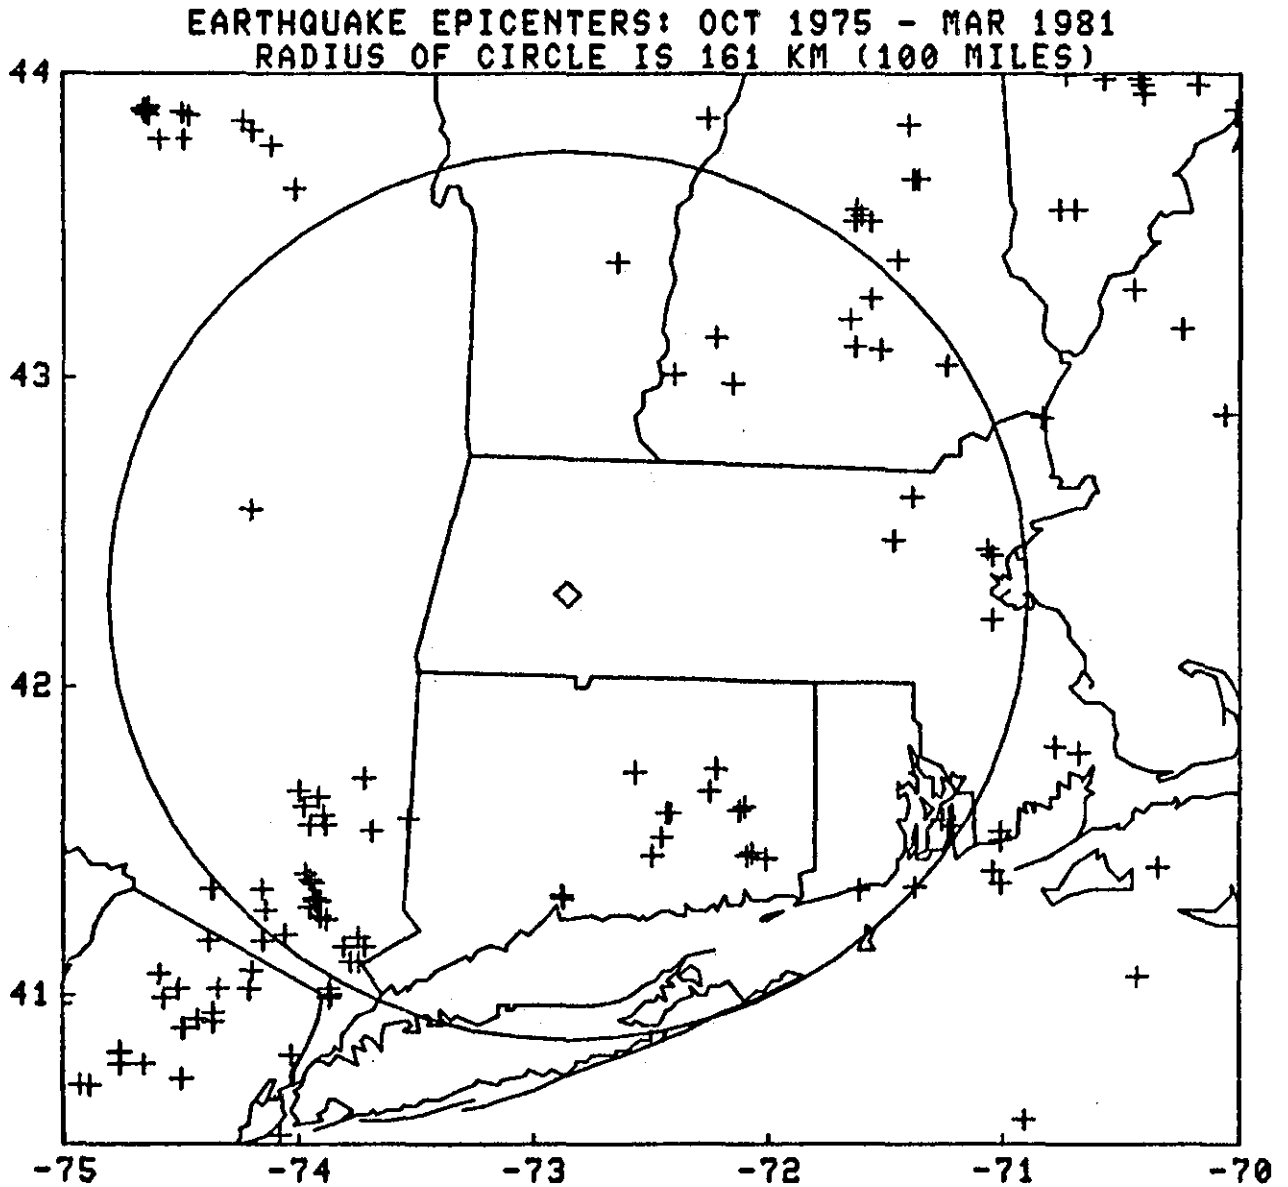 EARTHQUAKE EPICENTERS: OCT 1975 - MAR 1981
RADIUS OF CIRCLE IS 161 KM (100 MILES)
44
43
42
41
-75 -74 -73 -72 -71 -70